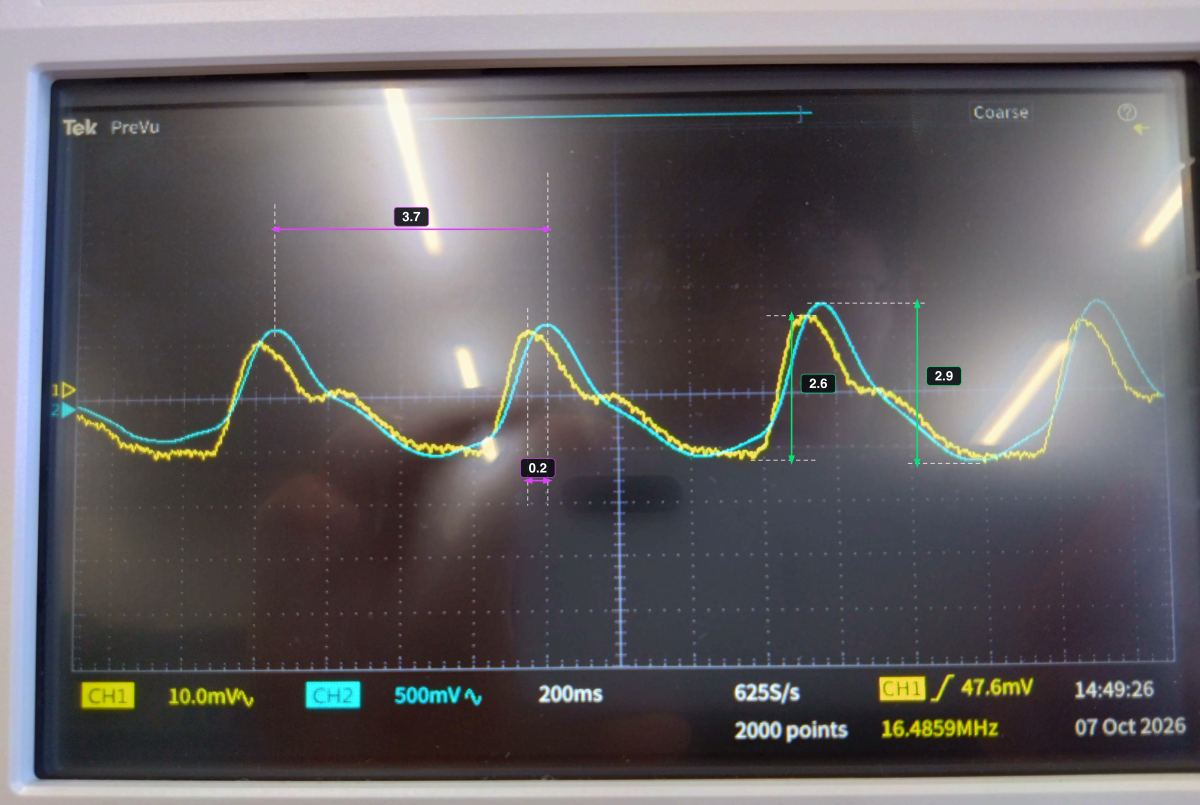 Tek PreVu
Coarse
?
3.7
1
2
2.6
2.9
0.2
CH1 10.0mV
CH2 500mV
200ms
625S/s
2000 points
CH1 47.6mV
16.4859MHz
14:49:26
07 Oct 2026